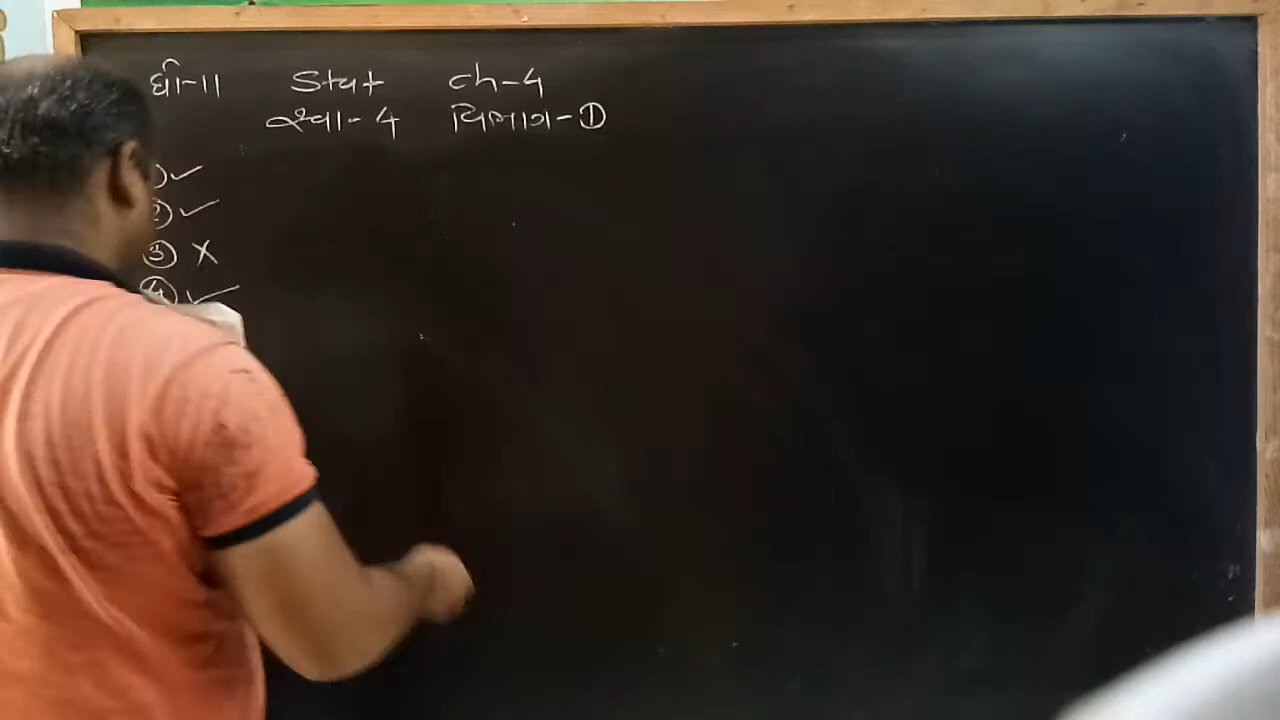 ધો-11 Stat ch-4
સ્વા-4 વિભાગ-①
1) ✓
② ✓
③ X
④ ✓